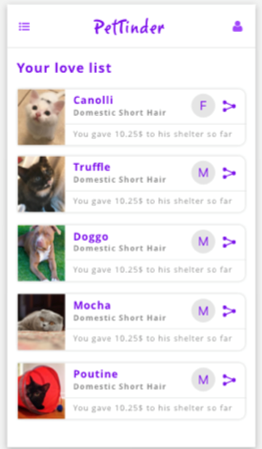 PetTinder
Your love list
Canolli
Domestic Short Hair
F
You gave 10.25$ to his shelter so far
Truffle
Domestic Short Hair
M
You gave 10.25$ to his shelter so far
Doggo
Domestic Short Hair
M
You gave 10.25$ to his shelter so far
Mocha
Domestic Short Hair
M
You gave 10.25$ to his shelter so far
Poutine
Domestic Short Hair
M
You gave 10.25$ to his shelter so far